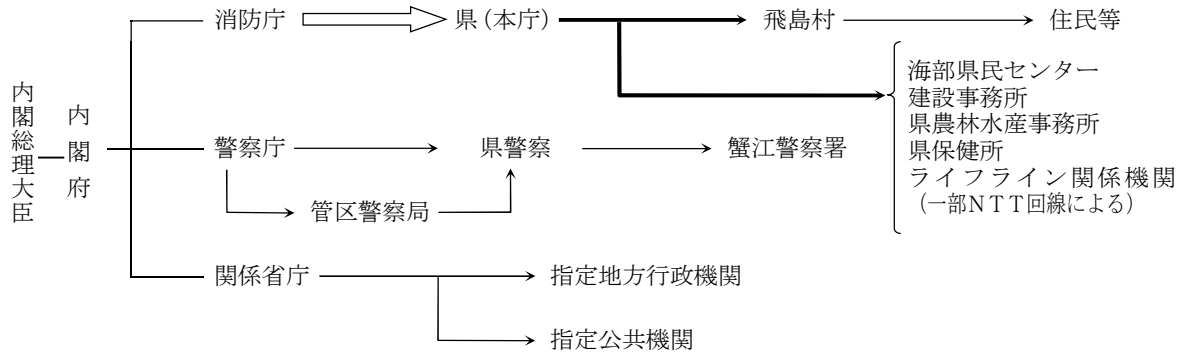 内閣総理大臣
内閣府
消防庁
県（本庁）
飛島村
住民等
海部県民センター
建設事務所
県農林水産事務所
県保健所
ライフライン関係機関
（一部ＮＴＴ回線による）
警察庁
県警察
蟹江警察署
管区警察局
関係省庁
指定地方行政機関
指定公共機関